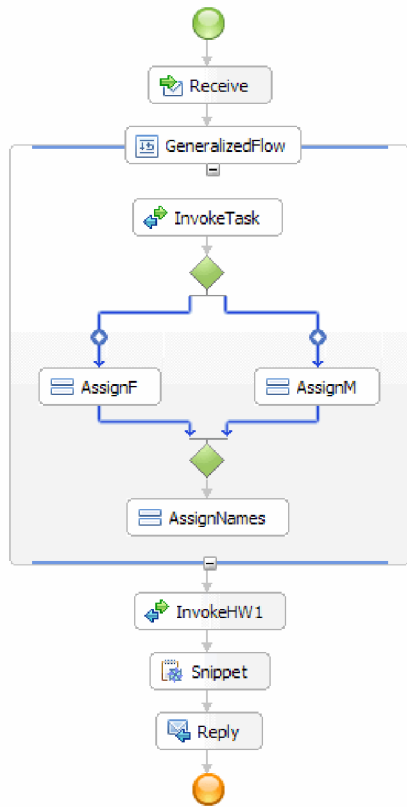 Receive
GeneralizedFlow
InvokeTask
AssignF
AssignM
AssignNames
InvokeHW1
Snippet
Reply